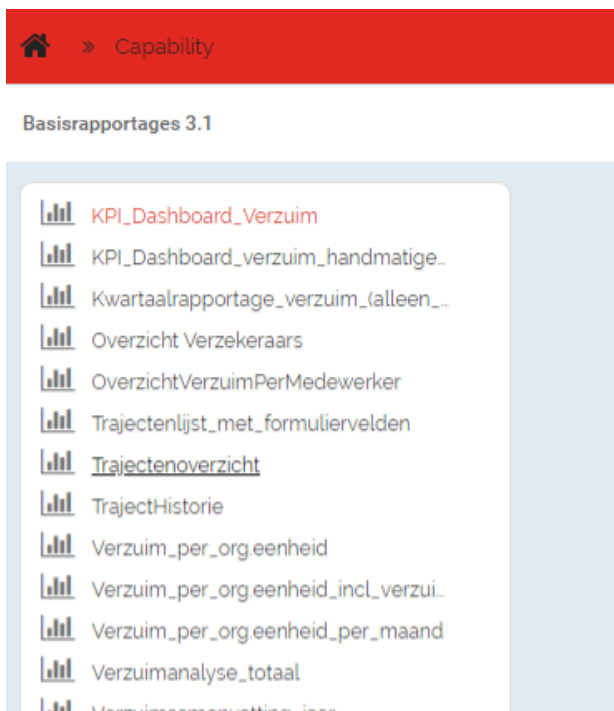 » Capability
Basisrapportages 3.1
KPI_Dashboard_Verzuim
KPI_Dashboard_verzuim_handmatige...
Kwartaalrapportage_verzuim_(alleen_...
Overzicht Verzekeraars
OverzichtVerzuimPerMedewerker
Trajectenlijst_met_formuliervelden
Trajectenoverzicht
TrajectHistorie
Verzuim_per_org.eenheid
Verzuim_per_org.eenheid_incl_verzui...
Verzuim_per_org.eenheid_per_maand
Verzuimanalyse_totaal